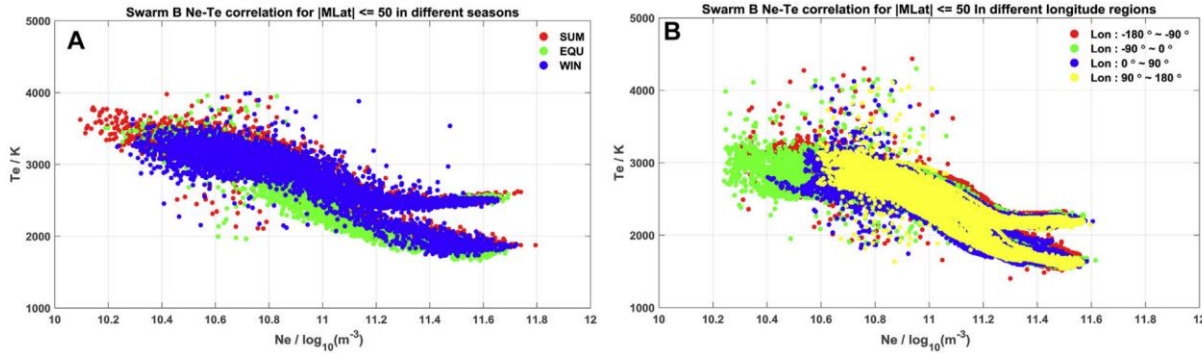 Swarm B Ne-Te correlation for |MLat| <= 50 in different seasons
A
SUM
EQU
WIN
5000
4000
3000
2000
1000
Te / K
10 10.2 10.4 10.6 10.8 11 11.2 11.4 11.6 11.8 12
Ne / log10(m-3)
Swarm B Ne-Te correlation for |MLat| <= 50 In different longitude regions
B
Lon : -180 ° ~ -90 °
Lon : -90 ° ~ 0 °
Lon : 0 ° ~ 90 °
Lon : 90 ° ~ 180 °
5000
4000
3000
2000
1000
Te / K
10 10.2 10.4 10.6 10.8 11 11.2 11.4 11.6 11.8 12
Ne / log10(m-3)